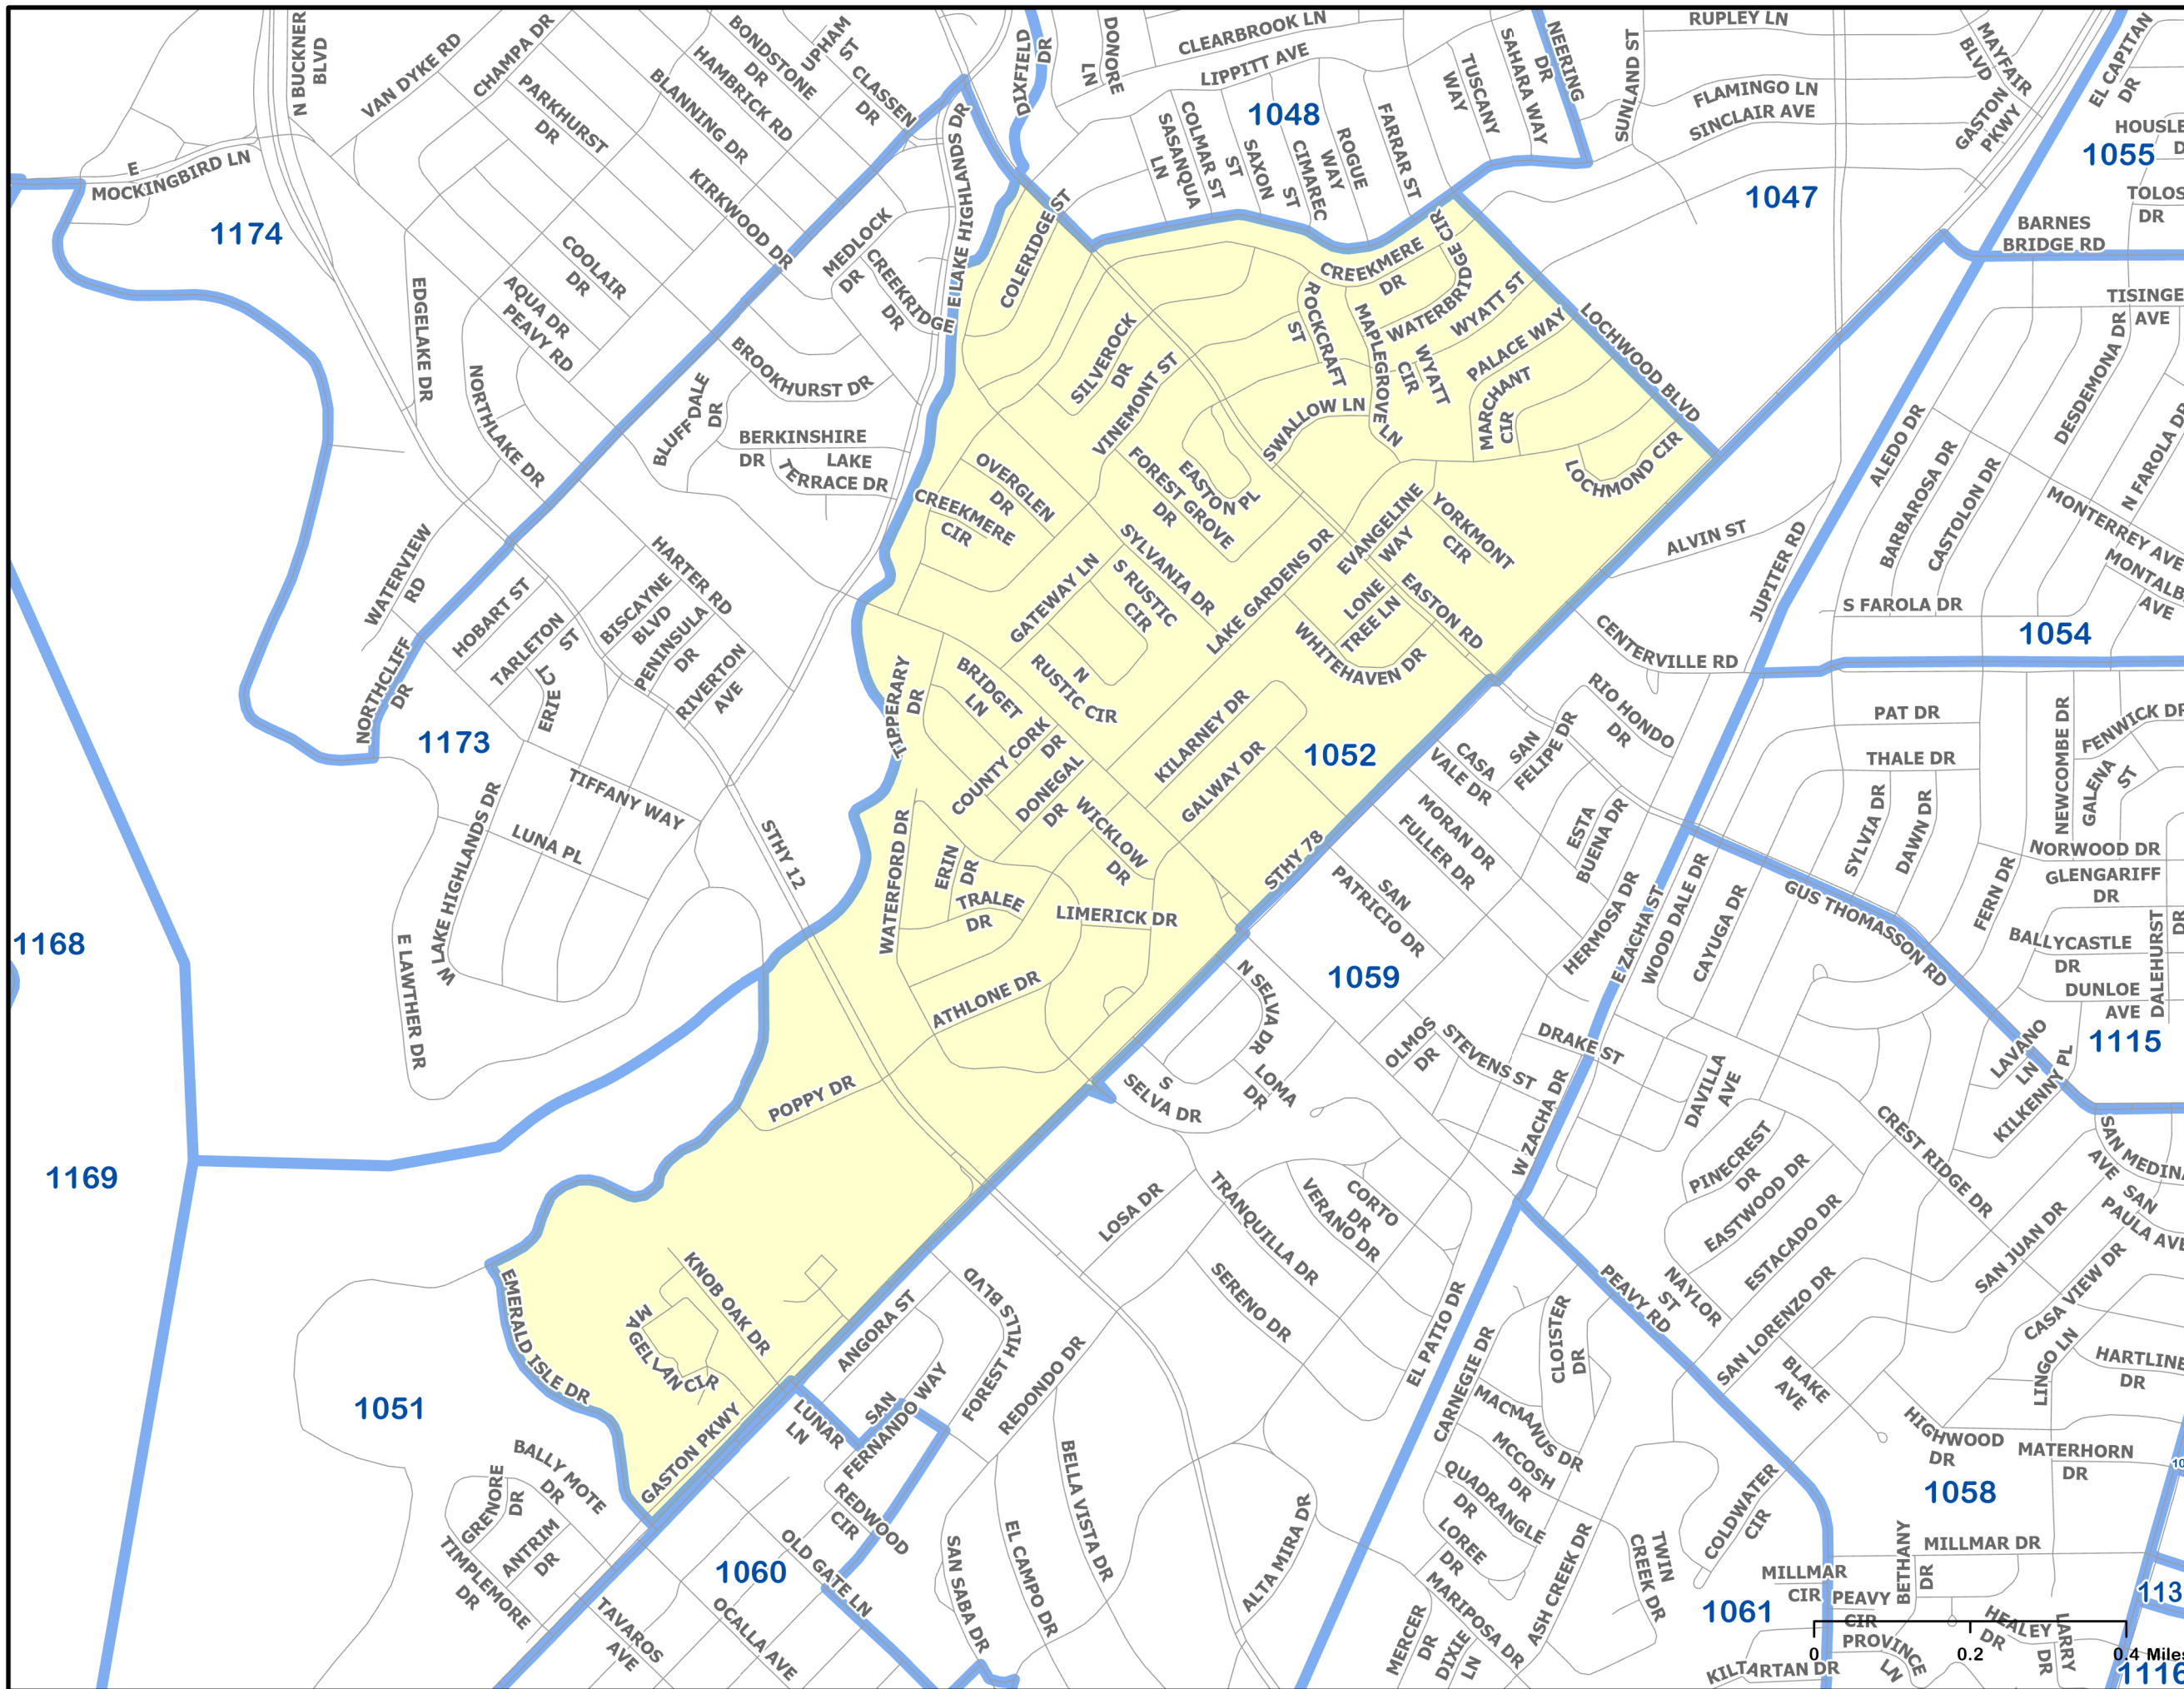 N BUCKNER
BLVD
VAN DYKE RD
CHAMPA DR
PARKHURST
DR
BONDSTONE
DR
HAMBRICK RD
BLANNING DR
UPHAM
ST
CLASSEN
DR
KIRKWOOD DR
E
MOCKINGBIRD LN
1174
E LAKE HIGHLANDS DR
DIXFIELD
DR
DONORE
LN
CLEARBROOK LN
LIPPITT AVE
1048
SASANQUA
LN
COLMAR ST
SAXON
ST
CIMAREC
ST
ROGUE
WAY
FARRAR ST
TUSCANY
WAY
SAHARA WAY
NEERING
DR
SUNLAND ST
RUPLEY LN
FLAMINGO LN
SINCLAIR AVE
1047
MAYFAIR
BLVD
GASTON
PKWY
EL CAPITAN
DR
HOUSLE
D
1055
TOLOS
DR
BARNES
BRIDGE RD
TISINGE
AVE
EDGELAKE DR
AQUA DR
PEAVY RD
COOLAIR
DR
MEDLOCK
DR
CREEKRIDGE
DR
NORTHLAKE DR
BROOKHURST DR
BLUFFDALE
DR
BERKINSHIRE
DR
LAKE
TERRACE DR
COLERIDGE ST
SILVEROCK
DR
VINEMONT ST
CREEKMERE
DR
WATERBRIDGE CIR
ROCKCRAFT
ST
MAPLEGROVE LN
WYATT ST
WYATT
CIR
PALACE WAY
MARCHANT
CIR
SWALLOW LN
LOCHWOOD BLVD
LOCHMOND CIR
OVERGLEN
DR
CREEKMERE
CIR
FOREST GROVE
DR
EASTON PL
SYLVANIA DR
GATEWAY LN
S RUSTIC
CIR
LAKE GARDENS DR
EVANGELINE
WAY
YORKMONT
CIR
LONE
TREE LN
EASTON RD
WHITEHAVEN DR
ALVIN ST
JUPITER RD
ALEDO DR
BARBAROSA DR
CASTOLON DR
DESDEMONA DR
N FAROLA DR
MONTERREY AVE
MONTALB
AVE
S FAROLA DR
1054
CENTERVILLE RD
WATERVIEW
RD
HOBART ST
TARLETON
ST
BISCAYNE
BLVD
HARTER RD
PENINSULA
DR
RIVERTON
AVE
ERIE CT
NORTHCLIFF
DR
1173
TIFFANY WAY
LUNA PL
W LAKE HIGHLANDS DR
E LAWTHER DR
STHY 12
TIPPERARY
DR
BRIDGET
LN
N
RUSTIC CIR
COUNTY CORK
DR
DONEGAL
DR
KILARNEY DR
GALWAY DR
1052
WICKLOW
DR
WATERFORD DR
ERIN
DR
TRALEE
DR
LIMERICK DR
STHY 78
ATHLONE DR
POPPY DR
RIO HONDO
DR
SAN
FELIPE DR
CASA
VALE DR
MORAN DR
FULLER DR
ESTA
BUENA DR
SAN
PATRICIO DR
HERMOSA DR
E ZACHA ST
WOOD DALE DR
CAYUGA DR
PAT DR
THALE DR
SYLVIA DR
DAWN DR
NEWCOMBE DR
FENWICK DR
GALENA
ST
NORWOOD DR
GLENGARIFF
DR
GUS THOMASSON RD
FERN DR
BALLYCASTLE
DR
DUNLOE
AVE
DALEHURST
DR
1115
LAVANO
LN
KILKENNY PL
SAN MEDINA
AVE
SAN
PAULA AVE
1168
1169
1059
N SELVA DR
S
SELVA DR
LOMA
DR
OLMOS
DR
STEVENS ST
DRAKE ST
W ZACHA DR
DAVILLA
AVE
PINECREST
DR
EASTWOOD DR
ESTACADO DR
CREST RIDGE DR
SAN JUAN DR
CASA VIEW DR
LOSA DR
TRANQUILLA DR
VERANO DR
CORTO
DR
SERENO DR
EL PATIO DR
PEAVY RD
NAYLOR
ST
SAN LORENZO DR
BLAKE
AVE
LINGO LN
HARTLINE
DR
HIGHWOOD
DR
MATERHORN
DR
1058
EMERALD ISLE DR
KNOB OAK DR
MAGELLAN CIR
1051
GASTON PKWY
ANGORA ST
LUNAR
LN
SAN
FERNANDO WAY
FOREST HILLS BLVD
REDONDO DR
BALLY MOTE
DR
GRENORE
DR
ANTRIM
DR
TIMPLEMORE
DR
1060
REDWOOD
CIR
OLD GATE LN
OCALLA AVE
TAVAROS
AVE
SAN SABA DR
EL CAMPO DR
BELLA VISTA DR
ALTA MIRA DR
CARNEGIE DR
CLOISTER
DR
MACMANUS DR
MCCOSH
DR
QUADRANGLE
DR
LOREE
DR
MARIPOSA DR
MERCER
DR
DIXIE
LN
ASH CREEK DR
TWIN
CREEK DR
COLDWATER
CIR
1061
MILLMAR
CIR
PEAVY
CIR
BETHANY
DR
MILLMAR DR
PROVINCE
LN
HEALEY
DR
LARRY
DR
KILTARTAN DR
10
113
1116
0
0.2
0.4 Miles